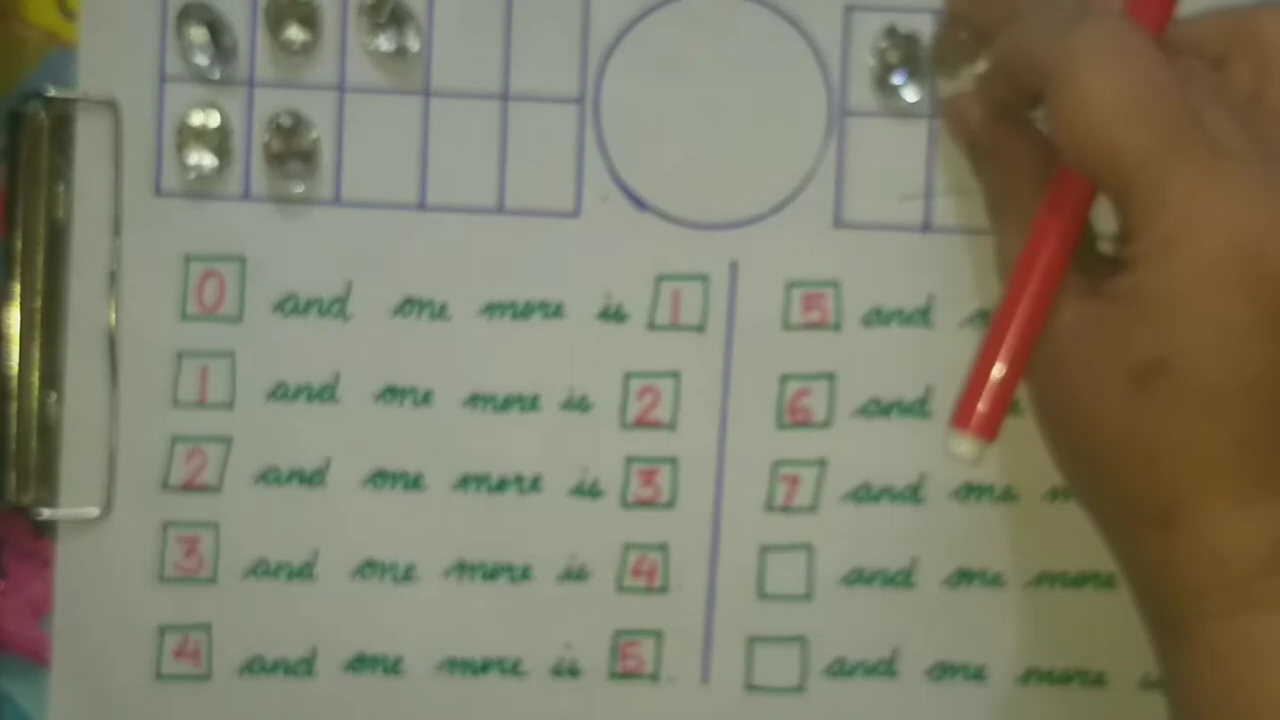 0 and one more is 1
1 and one more is 2
2 and one more is 3
3 and one more is 4
4 and one more is 5
5 and
6 and
7 and one
and one more
and one more